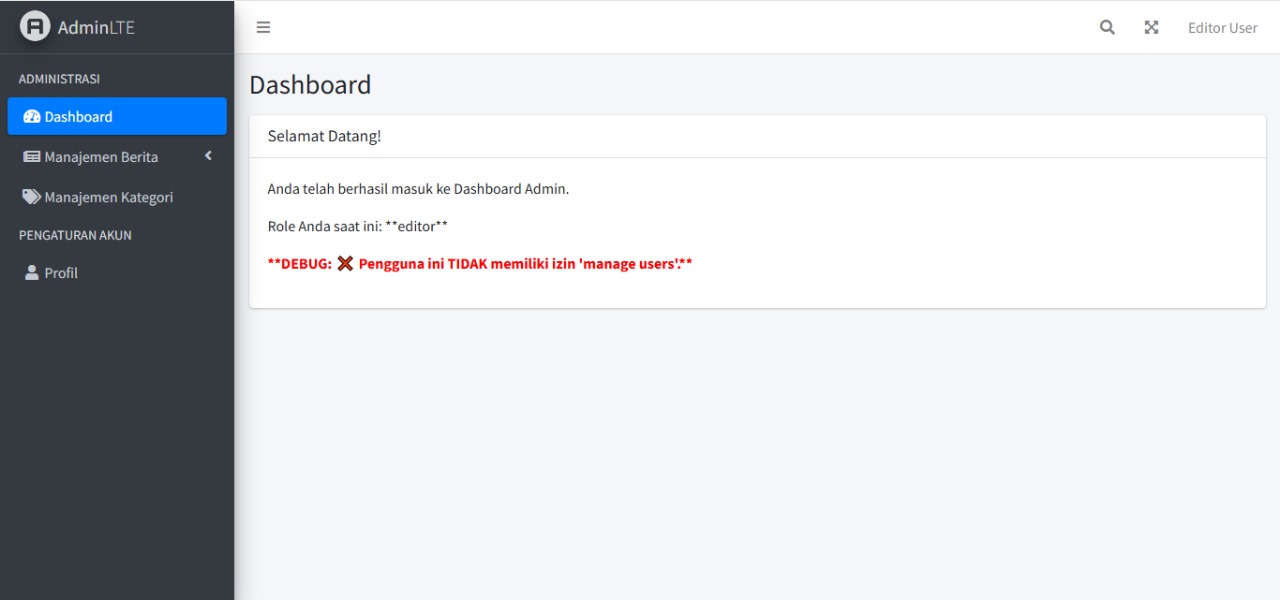 AdminLTE
Editor User
ADMINISTRASI
Dashboard
Manajemen Berita
Manajemen Kategori
PENGATURAN AKUN
Profil
Dashboard
Selamat Datang!
Anda telah berhasil masuk ke Dashboard Admin.
Role Anda saat ini: **editor**
**DEBUG: ❌ Pengguna ini TIDAK memiliki izin 'manage users'.**